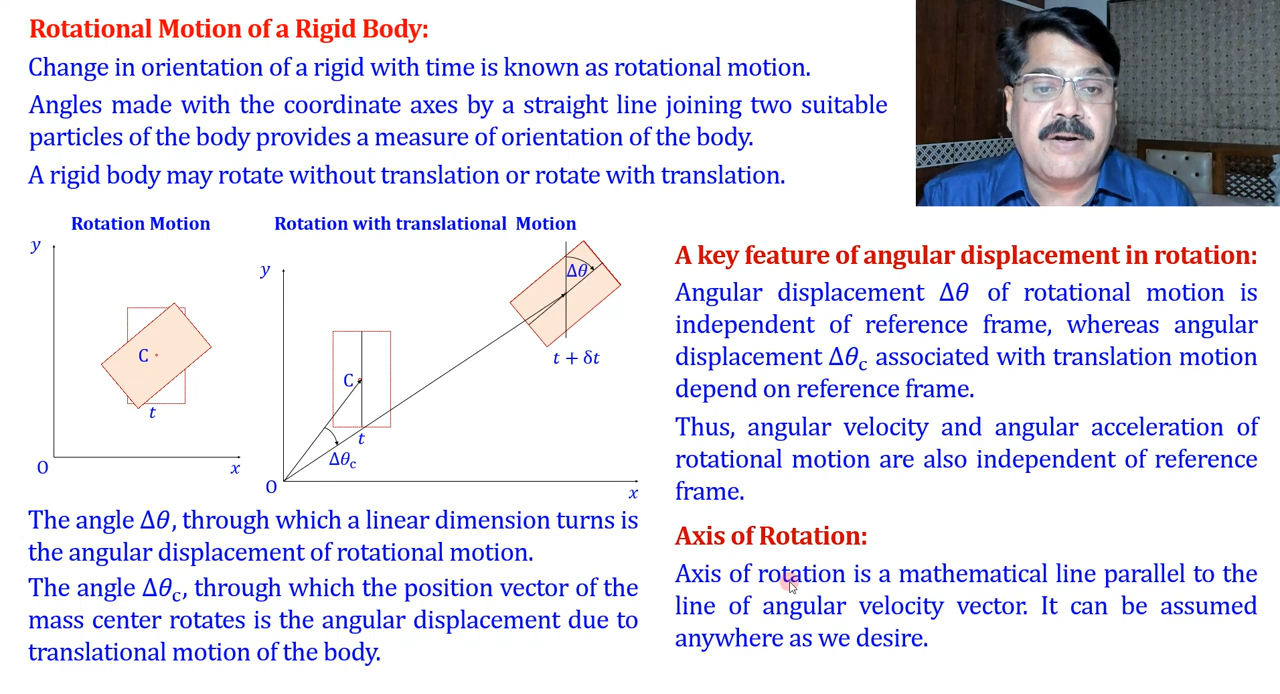 Rotational Motion of a Rigid Body:
Change in orientation of a rigid with time is known as rotational motion.
Angles made with the coordinate axes by a straight line joining two suitable
particles of the body provides a measure of orientation of the body.
A rigid body may rotate without translation or rotate with translation.
Rotation Motion
y
C
t
O
x
Rotation with translational Motion
y
Δθ
t + δt
C
t
Δθc
O
x
The angle Δθ, through which a linear dimension turns is
the angular displacement of rotational motion.
The angle Δθc, through which the position vector of the
mass center rotates is the angular displacement due to
translational motion of the body.
A key feature of angular displacement in rotation:
Angular displacement Δθ of rotational motion is
independent of reference frame, whereas angular
displacement Δθc associated with translation motion
depend on reference frame.
Thus, angular velocity and angular acceleration of
rotational motion are also independent of reference
frame.
Axis of Rotation:
Axis of rotation is a mathematical line parallel to the
line of angular velocity vector. It can be assumed
anywhere as we desire.